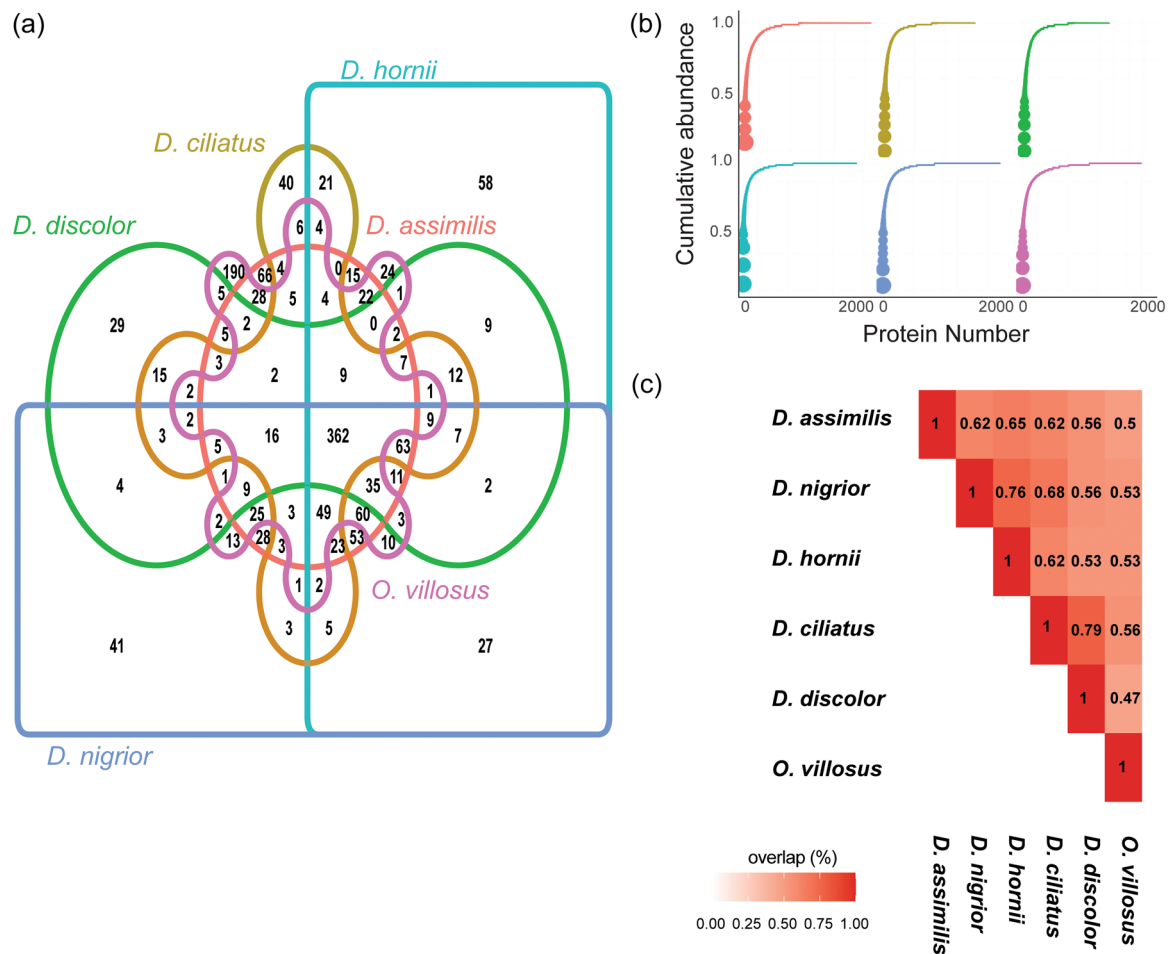 (a)
D. hornii
D. ciliatus
40 21 58
D. discolor
D. assimilis
6 4
190 66 4 0 15 24
5 28 5 4 22 1
29 5 2 0 2 9
3 7
15 2 2 9 1 12
3 2 16 362 9 7
5 63
4 1 9 35 11 2
2 25 3 49 60 3
13 28 3 23 53 10
1 2
O. villosus
3 5
41 27
D. nigrior
(b)
Cumulative abundance
1.0
0.5
1.0
0.5
0 2000 0 2000 0 2000
Protein Number
(c)
D. assimilis 1 0.62 0.65 0.62 0.56 0.5
D. nigrior 1 0.76 0.68 0.56 0.53
D. hornii 1 0.62 0.53 0.53
D. ciliatus 1 0.79 0.56
D. discolor 1 0.47
O. villosus 1
overlap (%)
0.00 0.25 0.50 0.75 1.00
D. assimilis
D. nigrior
D. hornii
D. ciliatus
D. discolor
O. villosus